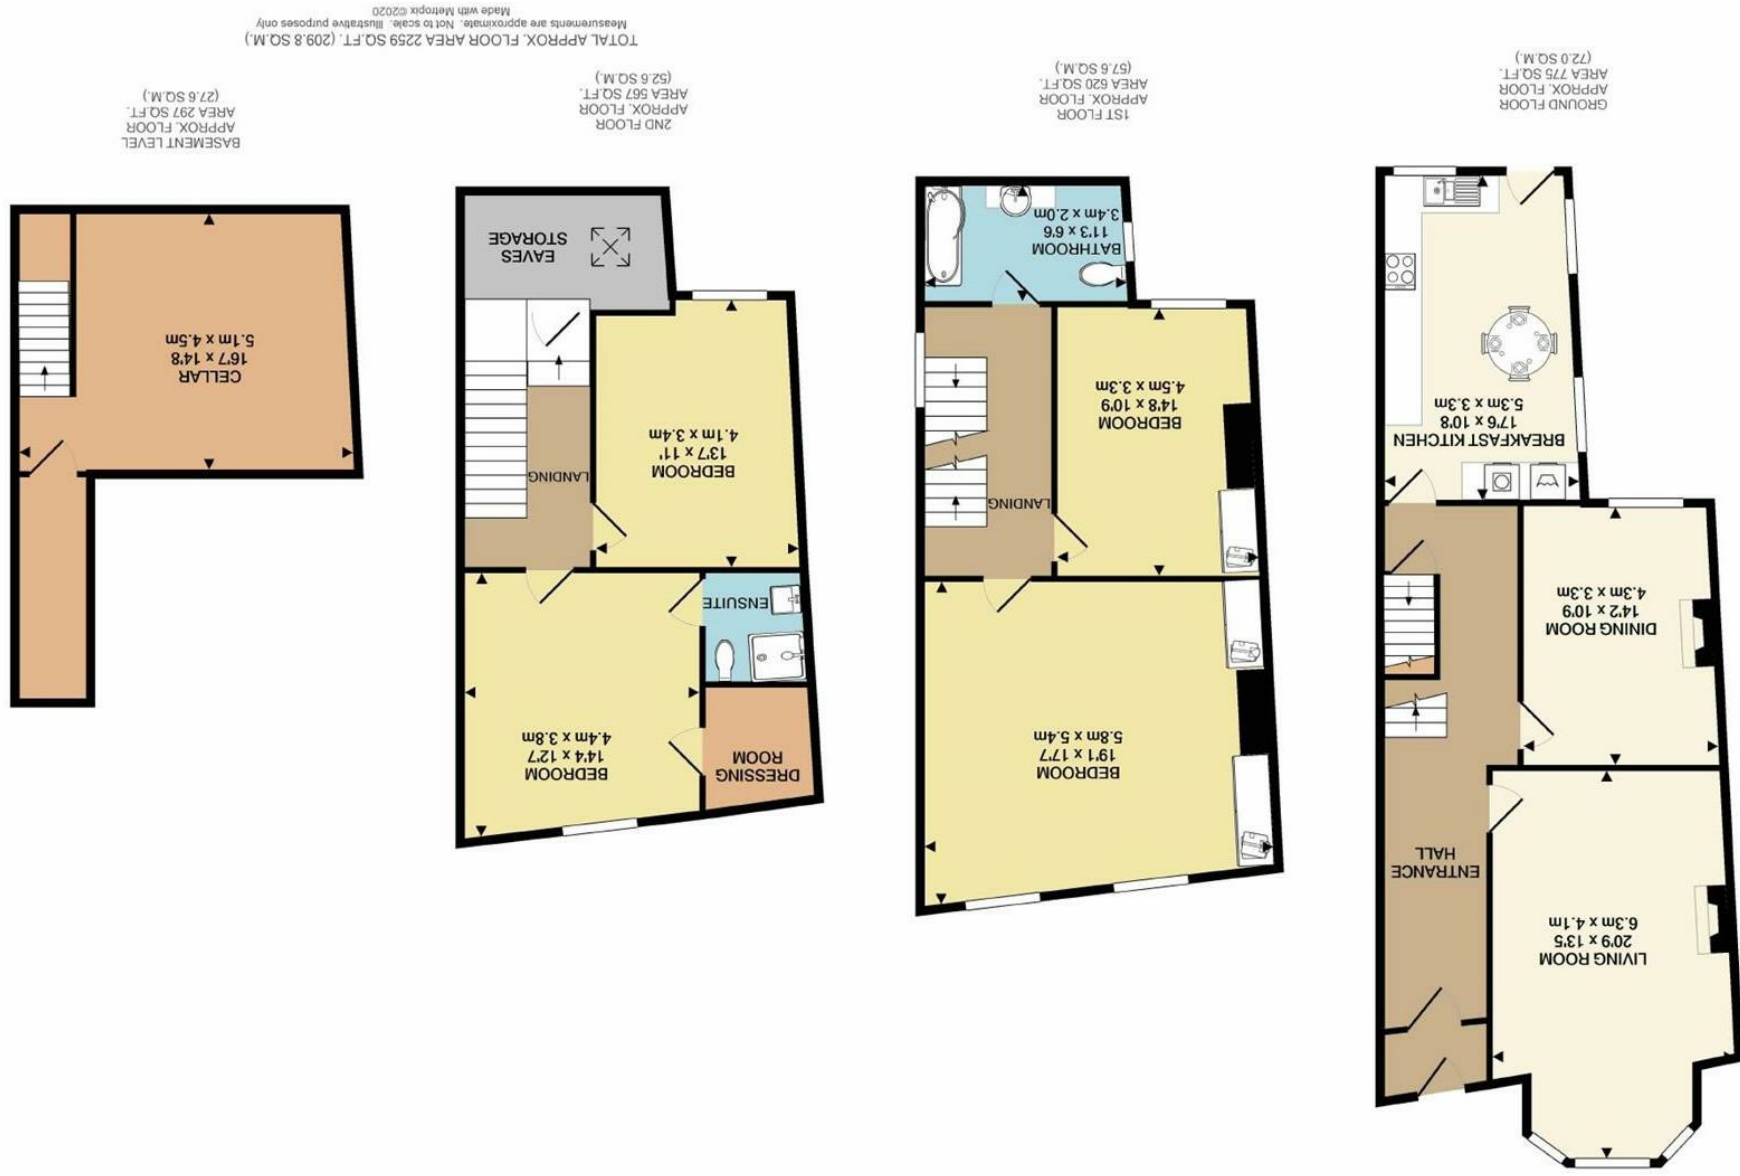 LIVING ROOM
20'9 x 13'5
6.3m x 4.1m
ENTRANCE
HALL
DINING ROOM
14'2 x 10'9
4.3m x 3.3m
BREAKFAST KITCHEN
17'6 x 10'8
5.3m x 3.3m
GROUND FLOOR
APPROX. FLOOR
AREA 775 SQ.FT.
(72.0 SQ.M.)
BEDROOM
19'1 x 17'7
5.8m x 5.4m
LANDING
BEDROOM
14'8 x 10'9
4.5m x 3.3m
BATHROOM
11'3 x 6'6
3.4m x 2.0m
1ST FLOOR
APPROX. FLOOR
AREA 620 SQ.FT.
(57.6 SQ.M.)
DRESSING
ROOM
BEDROOM
14'4 x 12'7
4.4m x 3.8m
ENSUITE
LANDING
BEDROOM
13'7 x 11'
4.1m x 3.4m
EAVES
STORAGE
2ND FLOOR
APPROX. FLOOR
AREA 567 SQ.FT.
(52.6 SQ.M.)
CELLAR
16'7 x 14'8
5.1m x 4.5m
BASEMENT LEVEL
APPROX. FLOOR
AREA 297 SQ.FT.
(27.6 SQ.M.)
TOTAL APPROX. FLOOR AREA 2259 SQ.FT. (209.8 SQ.M.)
Measurements are approximate. Not to scale. Illustrative purposes only
Made with Metropix ©2020